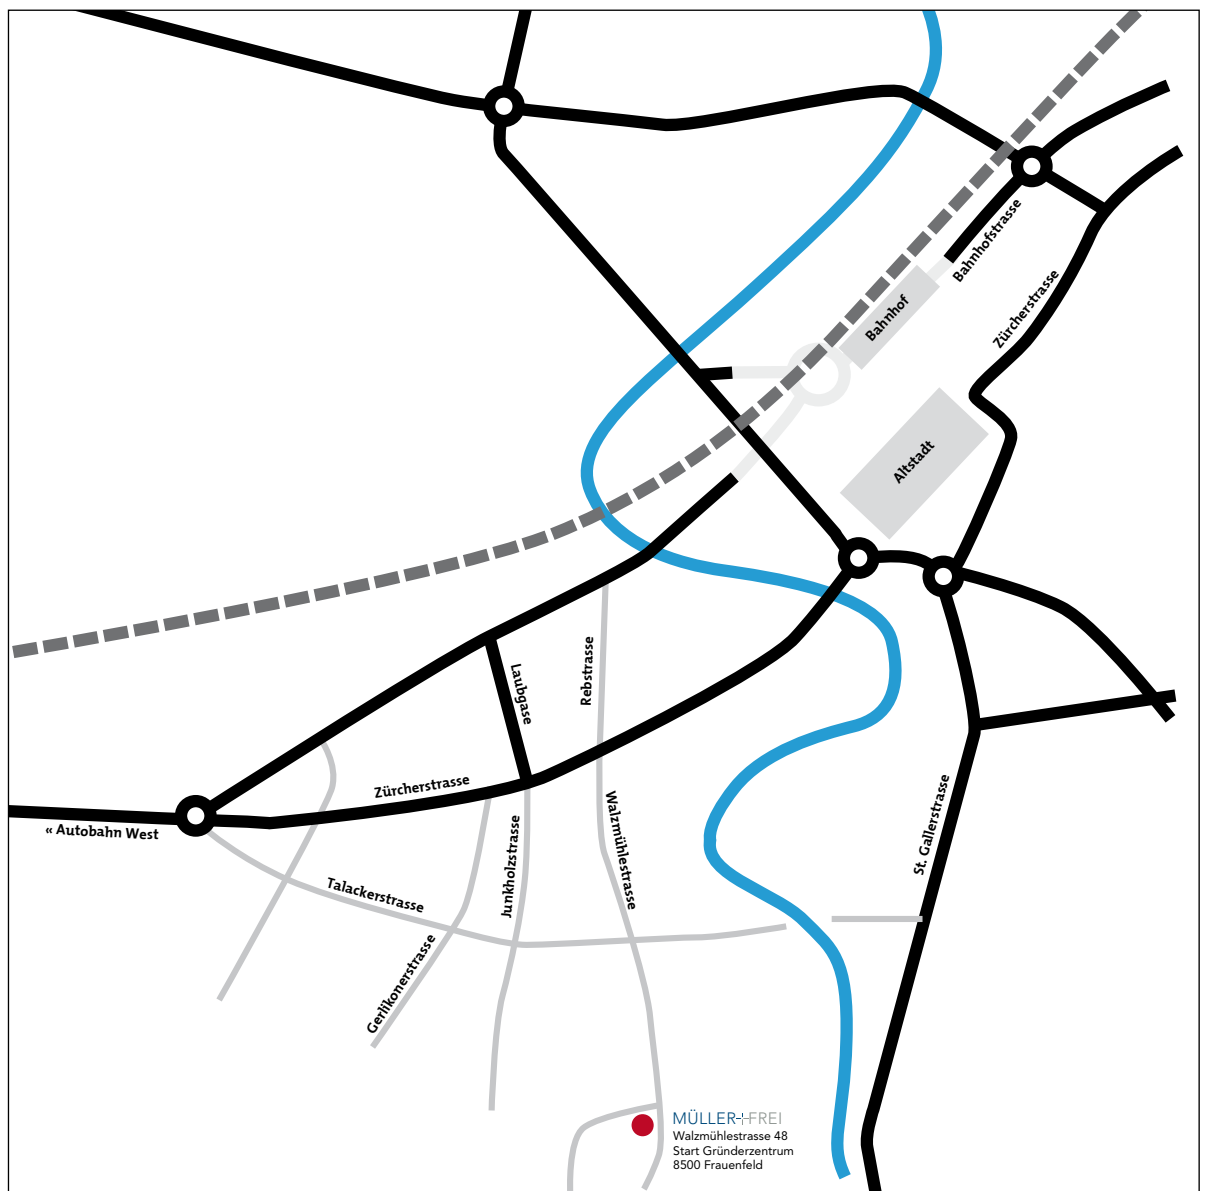 Bahnhofstrasse
Bahnhof
Zürcherstrasse
Altstadt
Rebstrasse
Laubgase
Zürcherstrasse
« Autobahn West
Walzmühlestrasse
Junkholzstrasse
St. Gallerstrasse
Talackerstrasse
Gerlikonerstrasse
MÜLLER+FREI
Walzmühlestrasse 48
Start Gründerzentrum
8500 Frauenfeld